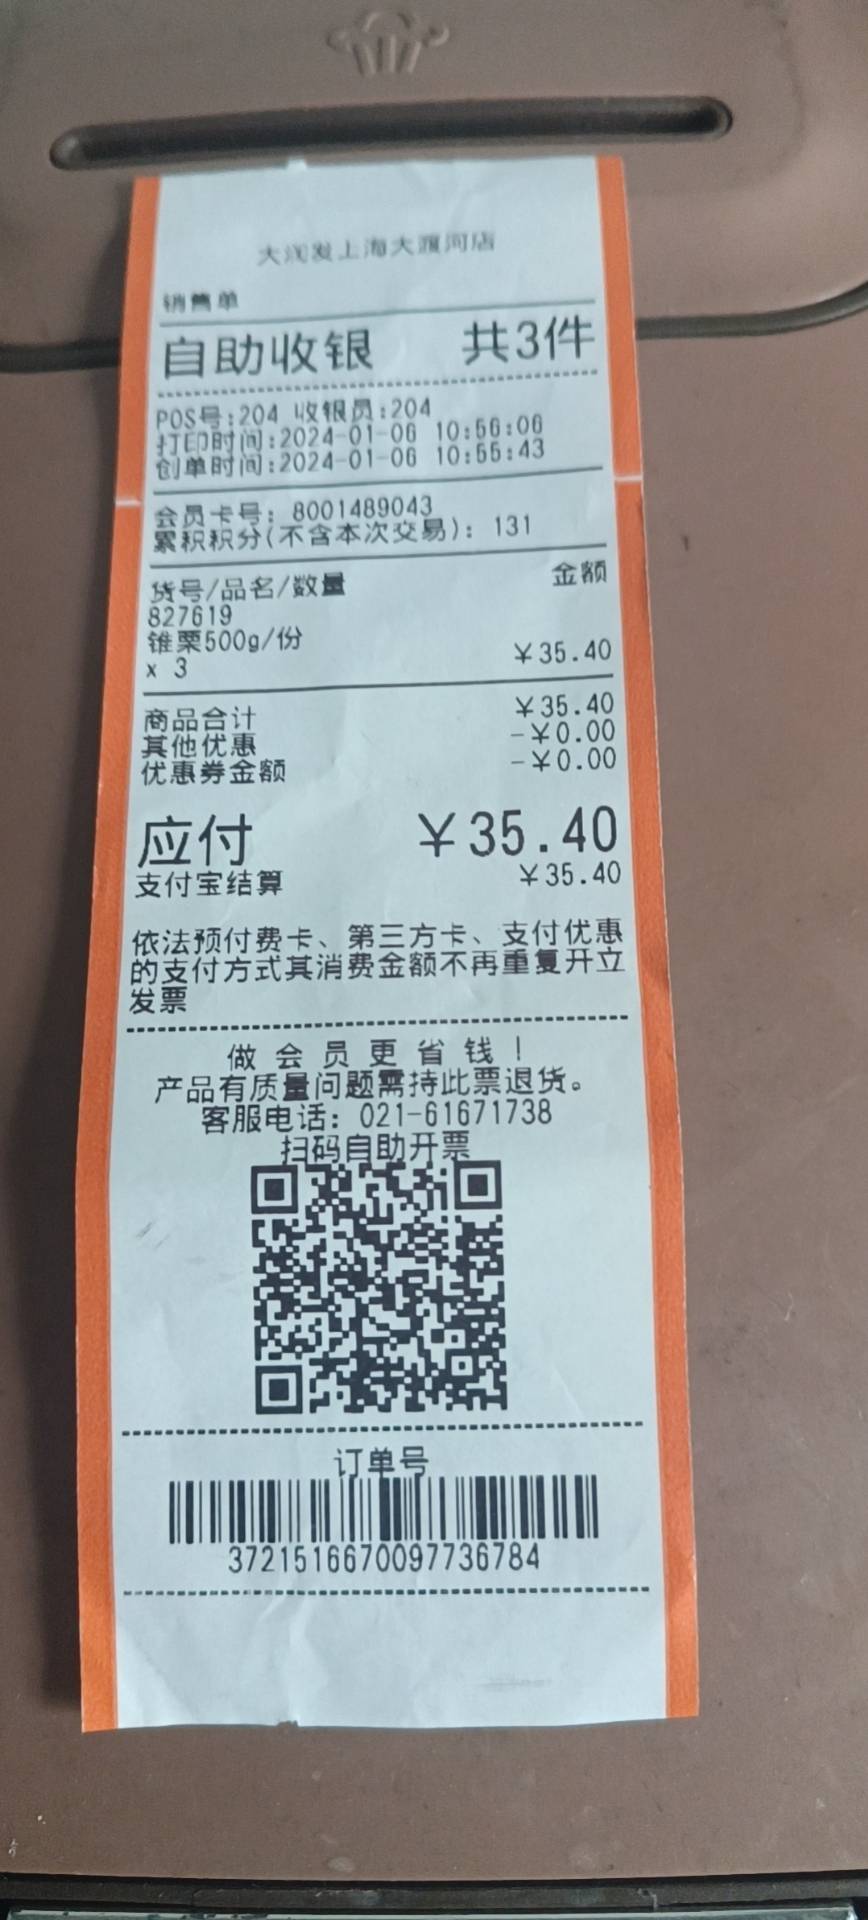 大润发上海大渡河店
销售单
自助收银 共3件
POS号:204 收银员:204
打印时间:2024-01-06 10:56:06
创单时间:2024-01-06 10:55:43
会员卡号: 8001489043
累积积分(不含本次交易): 131
货号/品名/数量 金额
827619
锥栗500g/份
x 3 ￥35.40
商品合计 ￥35.40
其他优惠 -￥0.00
优惠券金额 -￥0.00
应付 ￥35.40
支付宝结算 ￥35.40
依法预付费卡、第三方卡、支付优惠
的支付方式其消费金额不再重复开立
发票
做会员更省钱！
产品有质量问题需持此票退货。
客服电话: 021-61671738
扫码自助开票
订单号
3721516670097736784